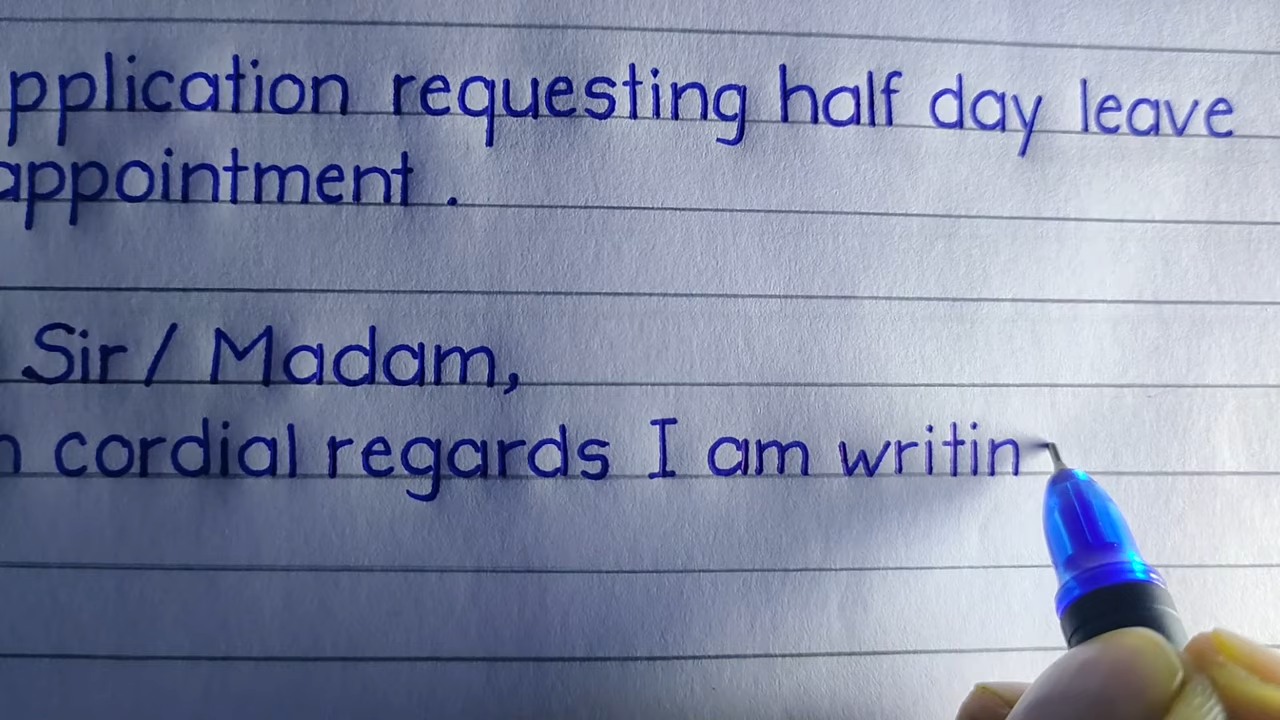 pplication requesting half day leave
appointment .
Sir/ Madam,
cordial regards I am writin